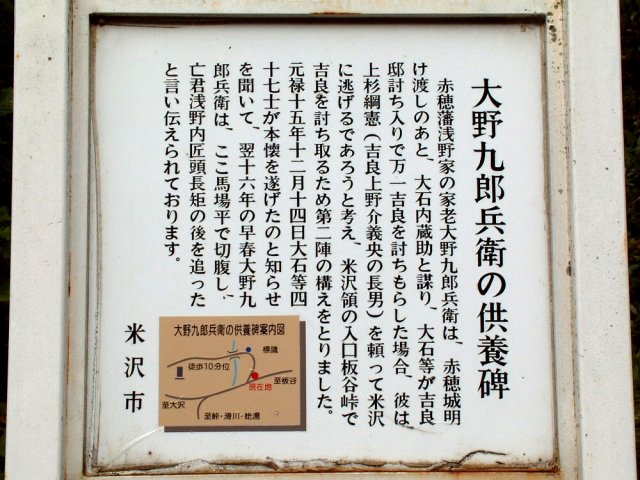 大野九郎兵衛の供養碑
赤穂藩浅野家の家老大野九郎兵衛は、赤穂城明
け渡しのあと、大石内蔵助と謀り、大石等が吉良
邸討ち入りで万一吉良を討ちもらした場合、彼は
上杉綱憲(吉良上野介義央の長男)を頼って米沢
に逃げるであろうと考え、米沢領の入口板谷峠で
吉良を討ち取るため第二陣の構えをとりました。
元禄十五年十二月十四日大石等四
十七士が本懐を遂げたのと知らせ
を聞いて、翌十六年の早春大野九
郎兵衛は、ここ馬場平で切腹し、
亡君浅野内匠頭長矩の後を追った
と言い伝えられております。
米沢市
大野九郎兵衛の供養碑案内図
標識
徒歩10分位
現在地
至板谷
至大沢
至峠・滑川・姥湯